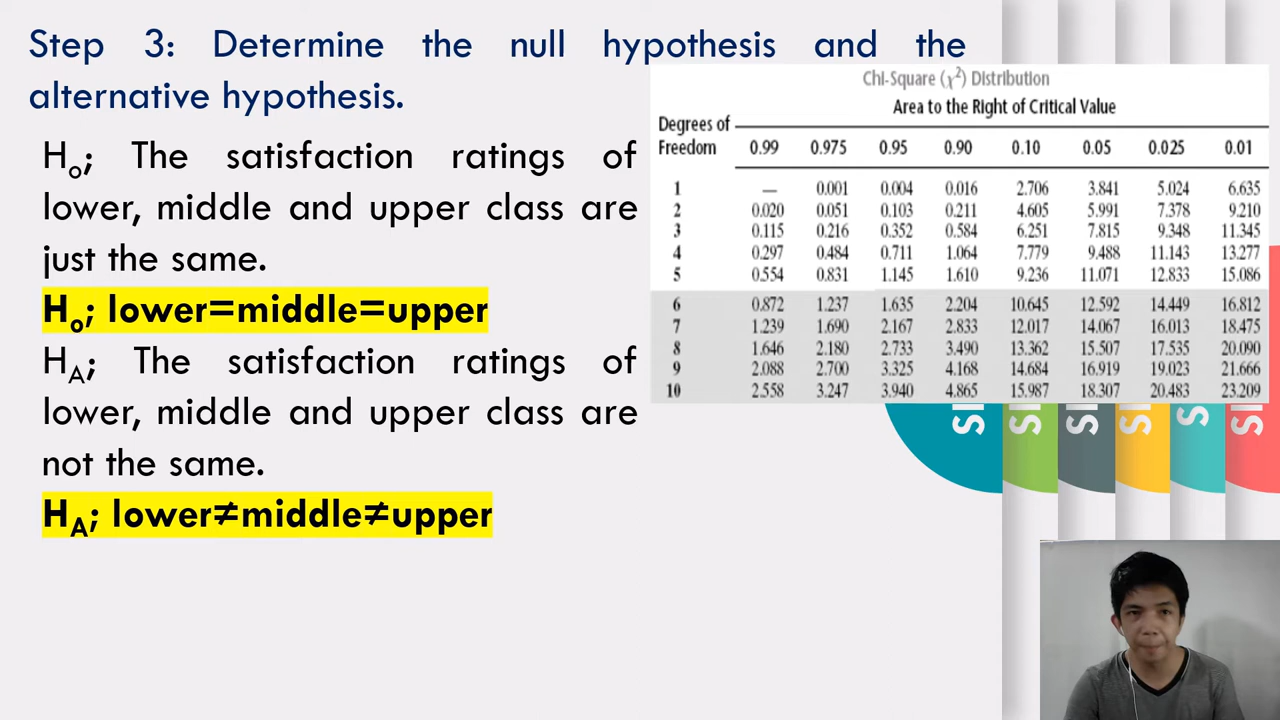 Step 3: Determine the null hypothesis and the
alternative hypothesis.
Ho; The satisfaction ratings of
lower, middle and upper class are
just the same.
Ho; lower=middle=upper
HA; The satisfaction ratings of
lower, middle and upper class are
not the same.
HA; lower≠middle≠upper
Chi-Square (χ²) Distribution
Area to the Right of Critical Value
Degrees of
Freedom 0.99 0.975 0.95 0.90 0.10 0.05 0.025 0.01
1 — 0.001 0.004 0.016 2.706 3.841 5.024 6.635
2 0.020 0.051 0.103 0.211 4.605 5.991 7.378 9.210
3 0.115 0.216 0.352 0.584 6.251 7.815 9.348 11.345
4 0.297 0.484 0.711 1.064 7.779 9.488 11.143 13.277
5 0.554 0.831 1.145 1.610 9.236 11.071 12.833 15.086
6 0.872 1.237 1.635 2.204 10.645 12.592 14.449 16.812
7 1.239 1.690 2.167 2.833 12.017 14.067 16.013 18.475
8 1.646 2.180 2.733 3.490 13.362 15.507 17.535 20.090
9 2.088 2.700 3.325 4.168 14.684 16.919 19.023 21.666
10 2.558 3.247 3.940 4.865 15.987 18.307 20.483 23.209